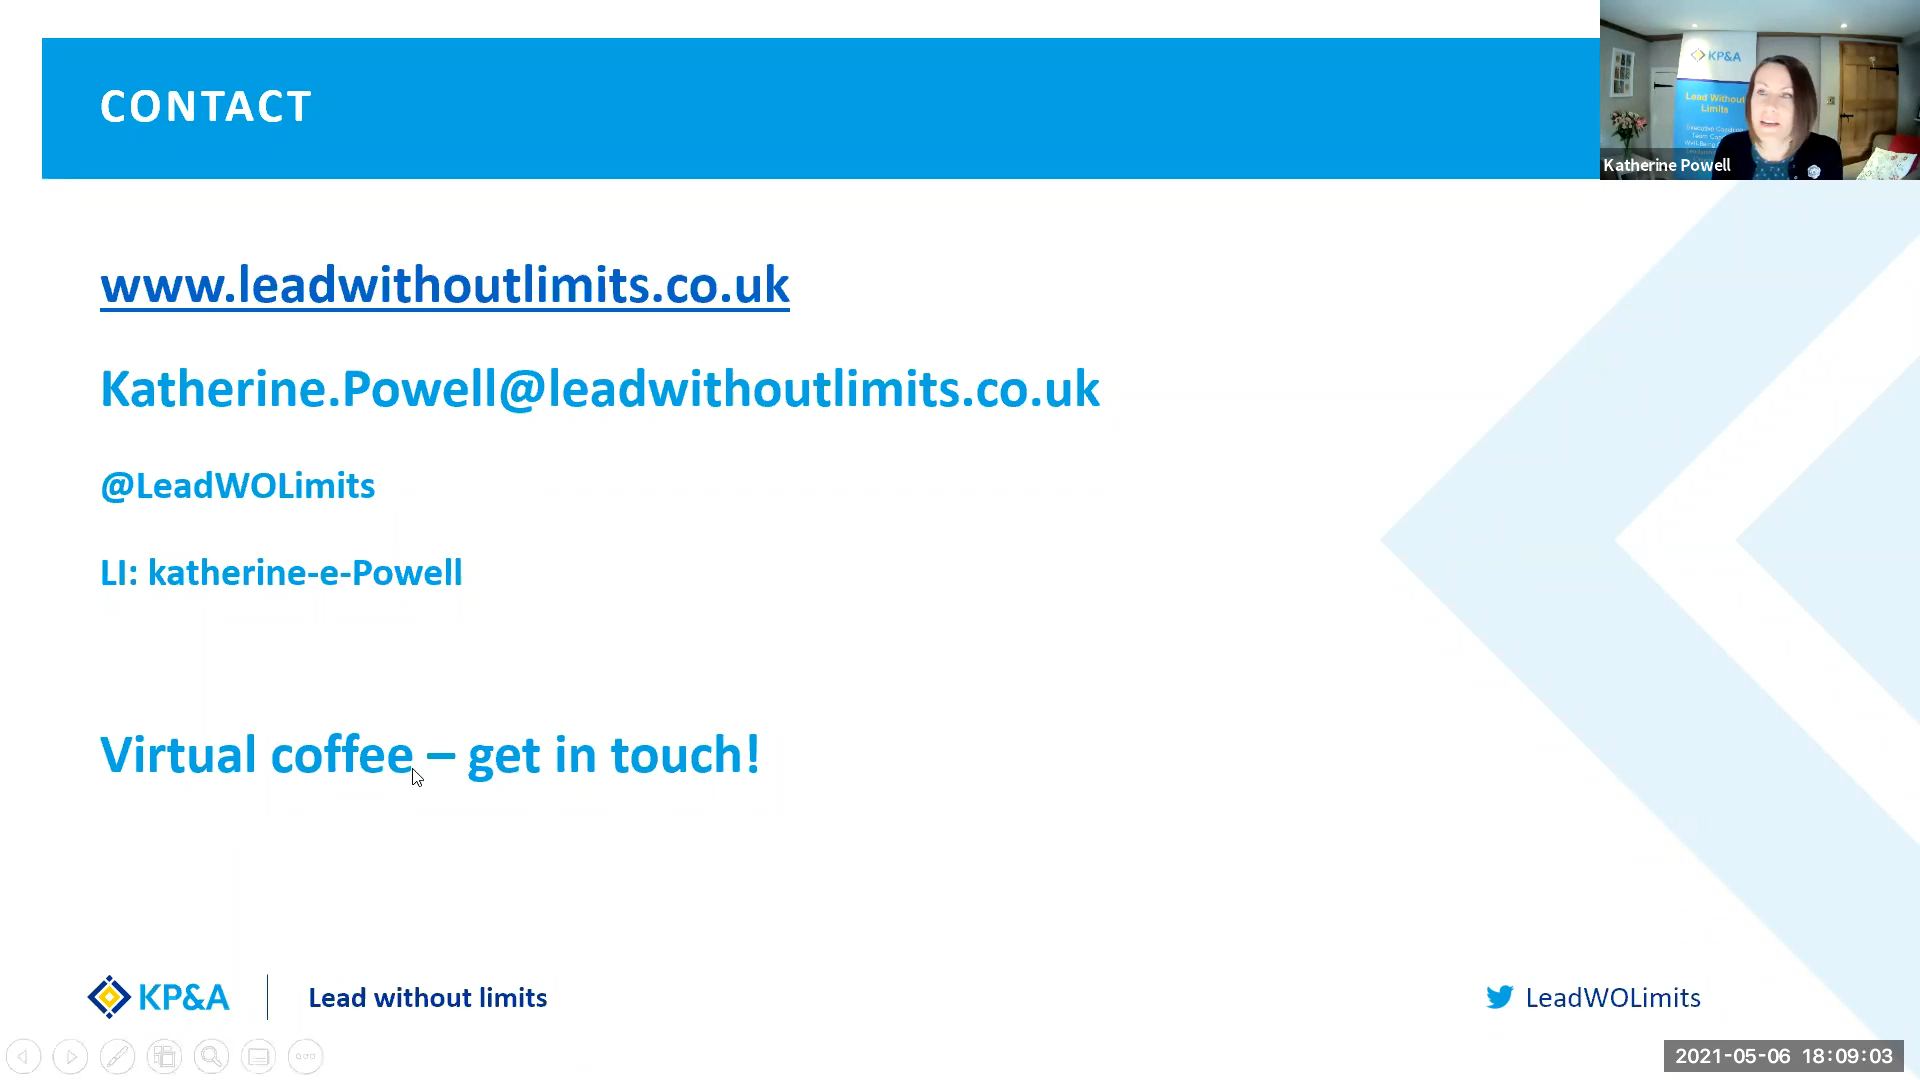 CONTACT
KP&A
Lead Without
Limits
Katherine Powell
www.leadwithoutlimits.co.uk
Katherine.Powell@leadwithoutlimits.co.uk
@LeadWOLimits
LI: katherine-e-Powell
Virtual coffee – get in touch!
KP&A
Lead without limits
LeadWOLimits
2021-05-06 18:09:03